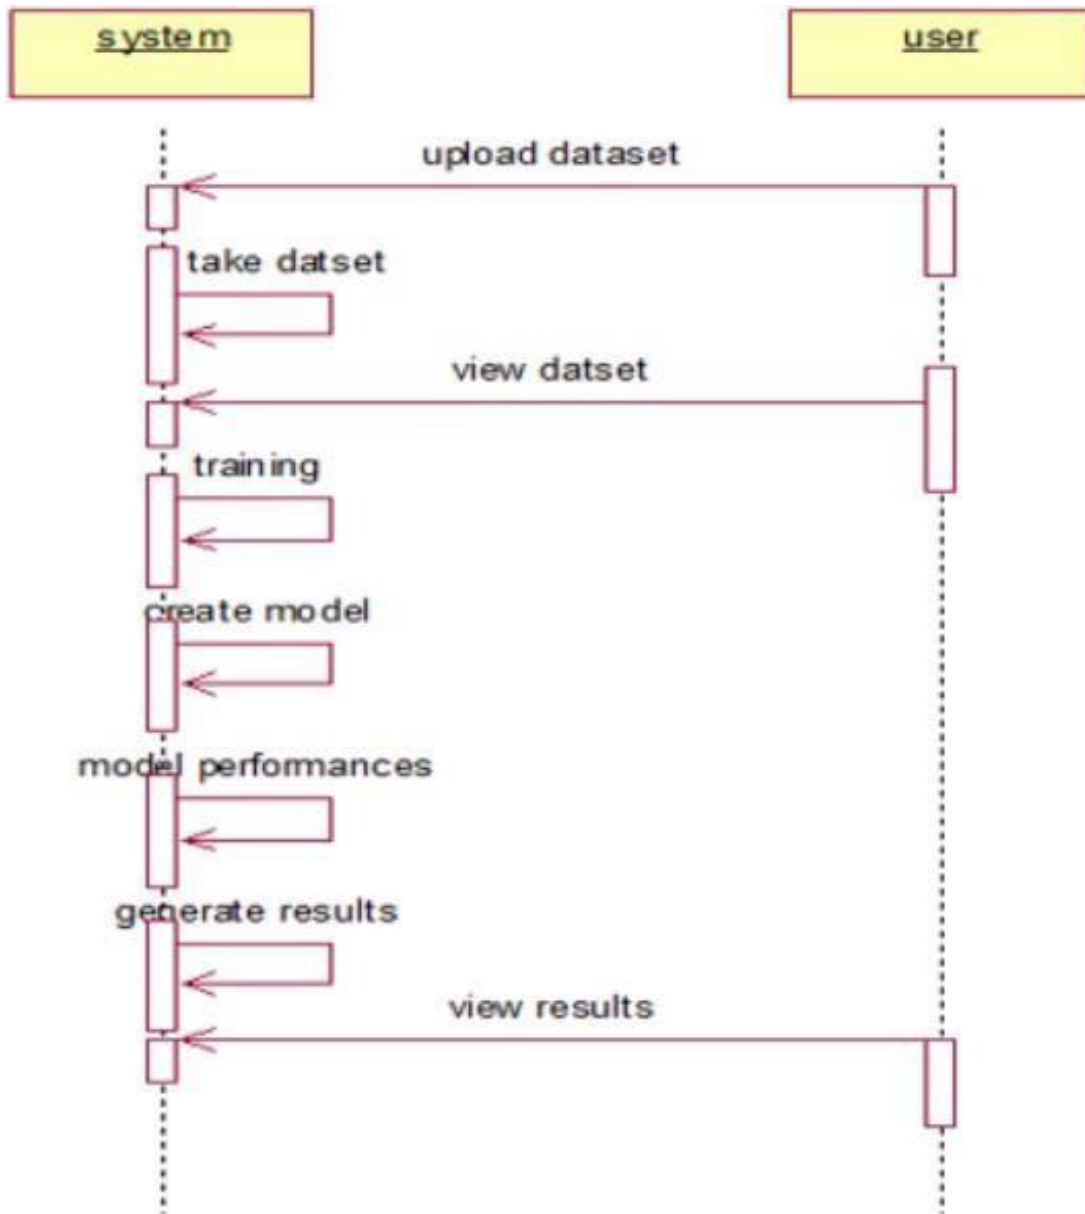 system
user
upload dataset
take datset
view datset
training
create model
model performances
generate results
view results